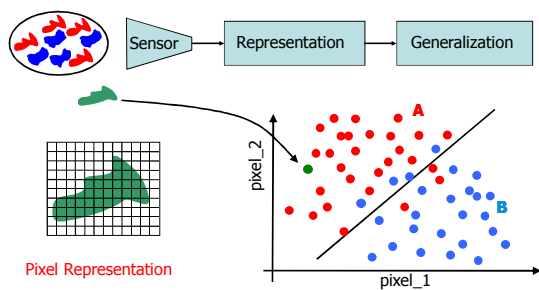 Sensor
Representation
Generalization
A
pixel_2
B
Pixel Representation
pixel_1